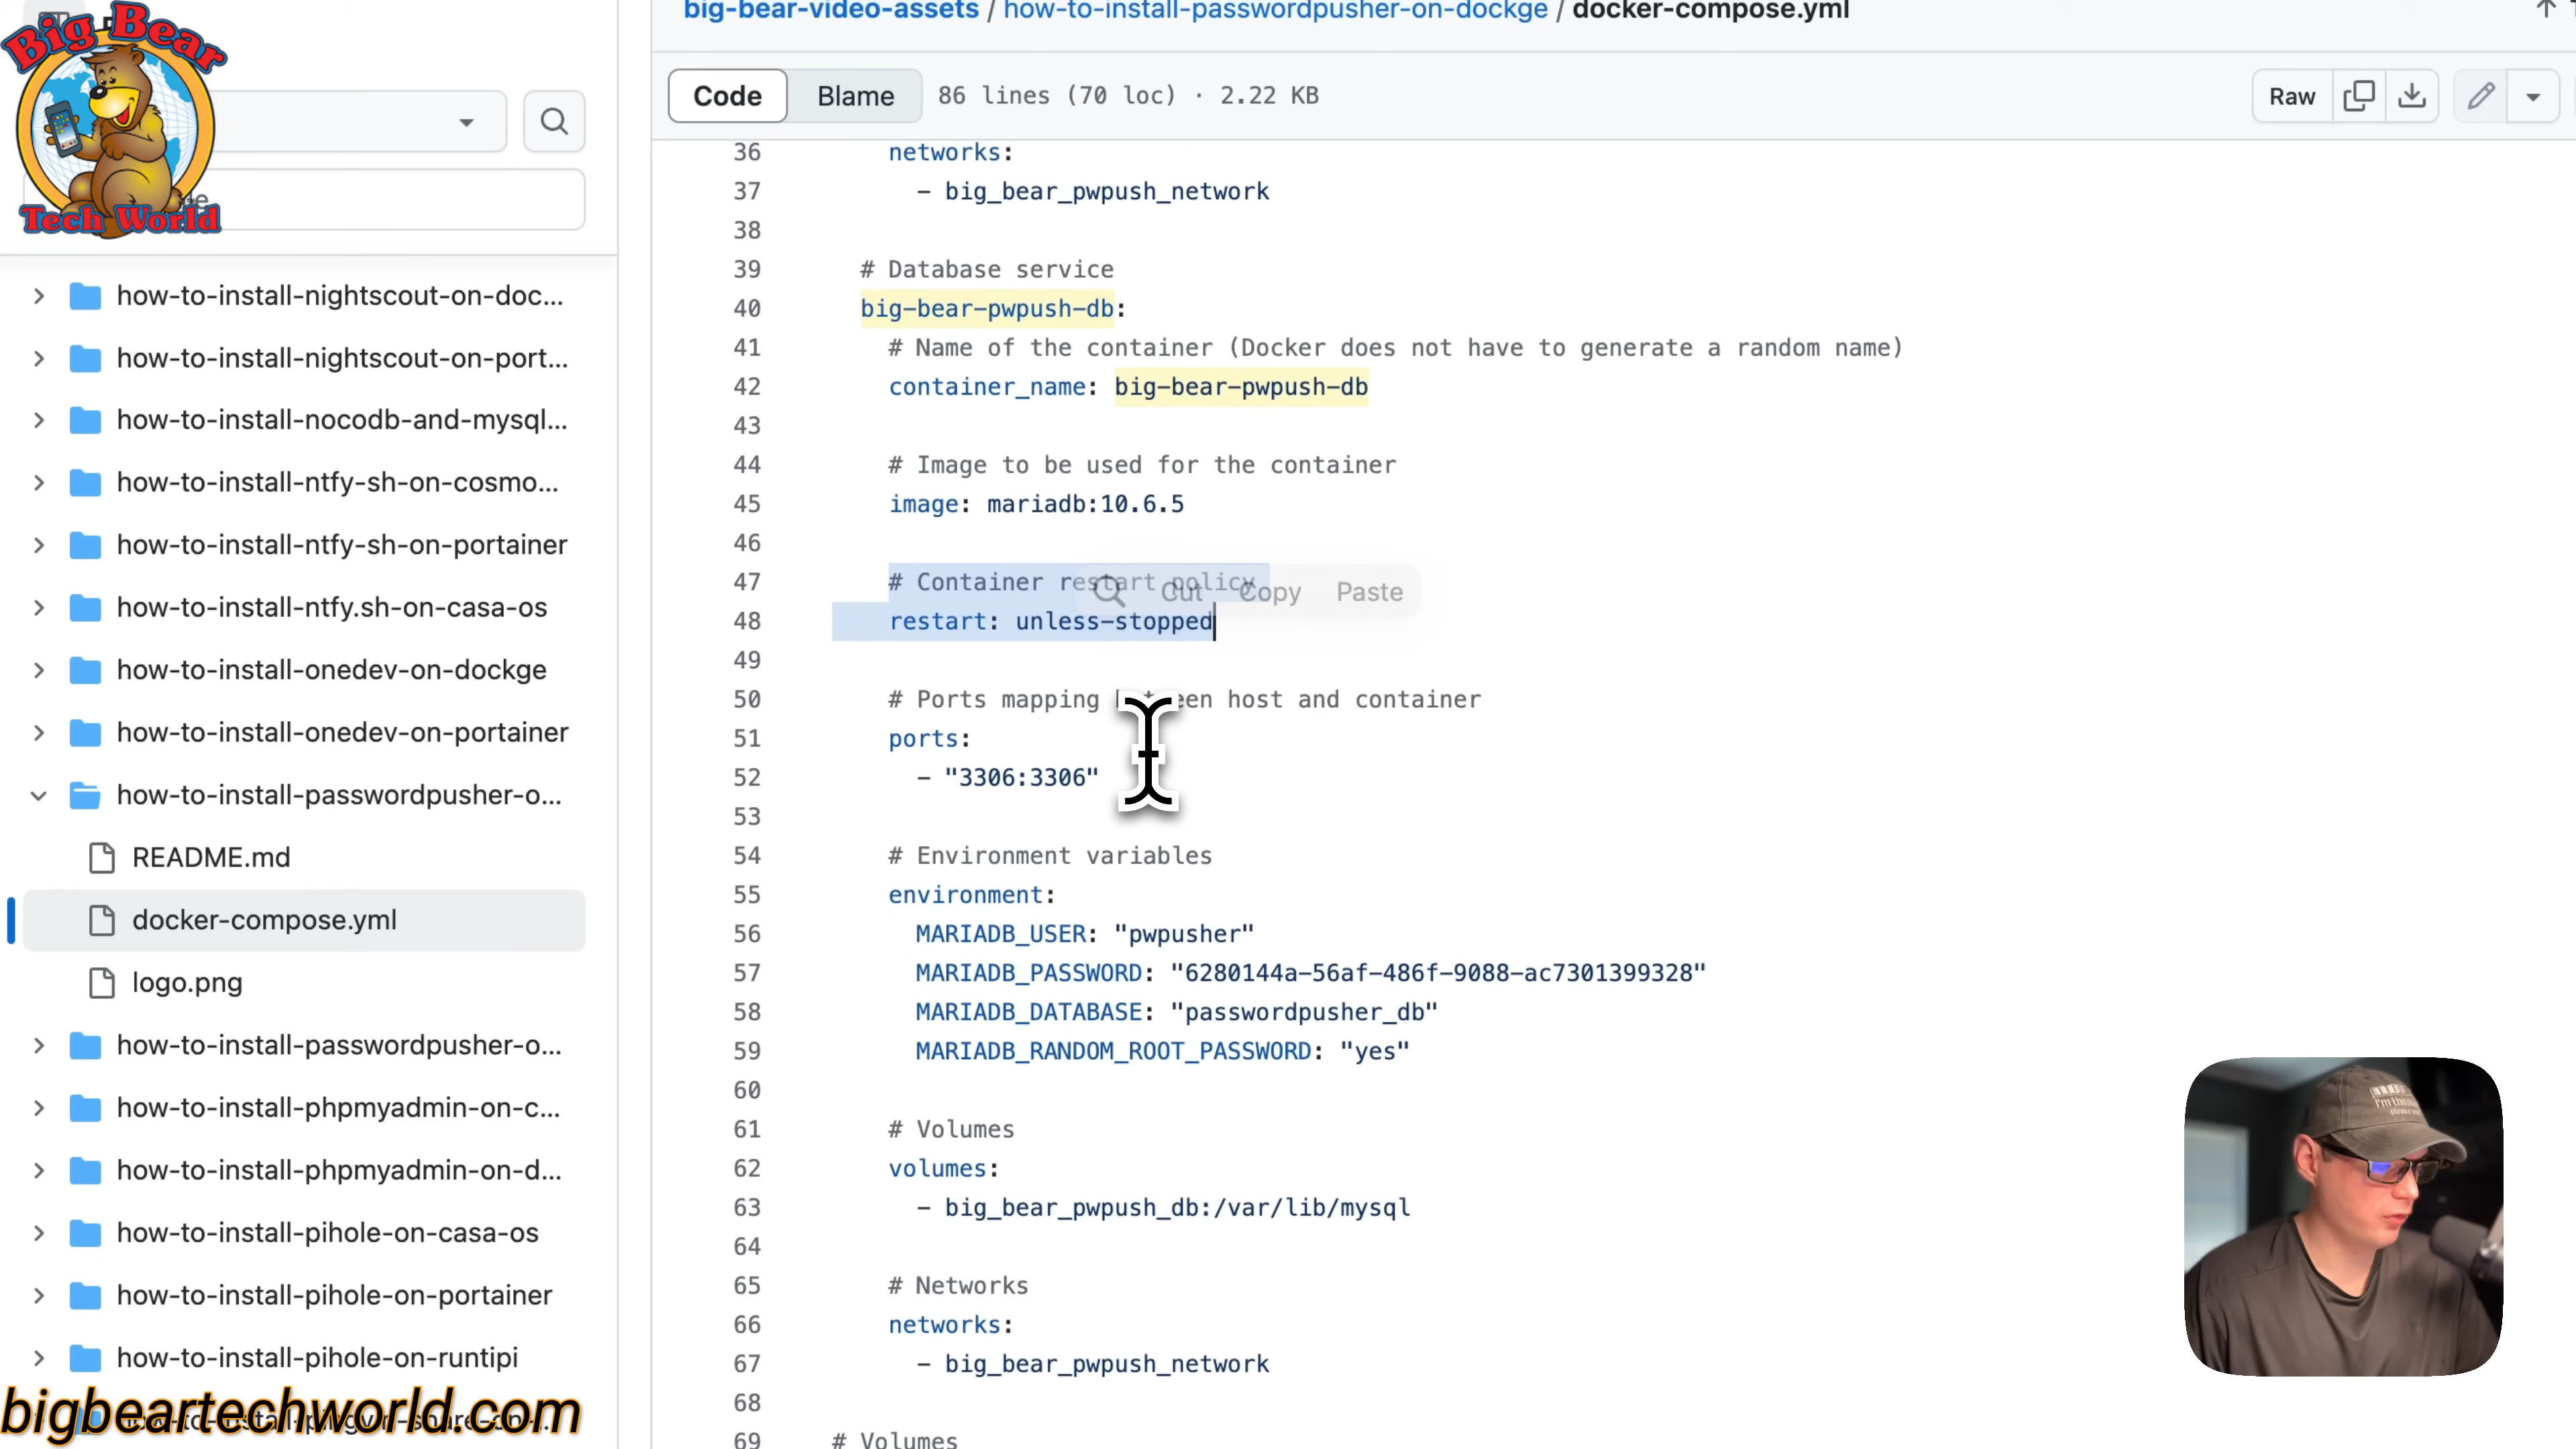 big-bear-video-assets / how-to-install-passwordpusher-on-dockge / docker-compose.yml
Big Bear
Tech World
Code
Blame
86 lines (70 loc) · 2.22 KB
Raw
36 networks:
37 - big_bear_pwpush_network
38
39 # Database service
40 big-bear-pwpush-db:
41 # Name of the container (Docker does not have to generate a random name)
42 container_name: big-bear-pwpush-db
43
44 # Image to be used for the container
45 image: mariadb:10.6.5
46
47 # Container restart policy
Cut Copy Paste
48 restart: unless-stopped
49
50 # Ports mapping between host and container
51 ports:
52 - "3306:3306"
53
54 # Environment variables
55 environment:
56 MARIADB_USER: "pwpusher"
57 MARIADB_PASSWORD: "6280144a-56af-486f-9088-ac7301399328"
58 MARIADB_DATABASE: "passwordpusher_db"
59 MARIADB_RANDOM_ROOT_PASSWORD: "yes"
60
61 # Volumes
62 volumes:
63 - big_bear_pwpush_db:/var/lib/mysql
64
65 # Networks
66 networks:
67 - big_bear_pwpush_network
68
69 # Volumes
how-to-install-nightscout-on-doc...
how-to-install-nightscout-on-port...
how-to-install-nocodb-and-mysql...
how-to-install-ntfy-sh-on-cosmo...
how-to-install-ntfy-sh-on-portainer
how-to-install-ntfy.sh-on-casa-os
how-to-install-onedev-on-dockge
how-to-install-onedev-on-portainer
how-to-install-passwordpusher-o...
README.md
docker-compose.yml
logo.png
how-to-install-passwordpusher-o...
how-to-install-phpmyadmin-on-c...
how-to-install-phpmyadmin-on-d...
how-to-install-pihole-on-casa-os
how-to-install-pihole-on-portainer
how-to-install-pihole-on-runtipi
bigbeartechworld.com